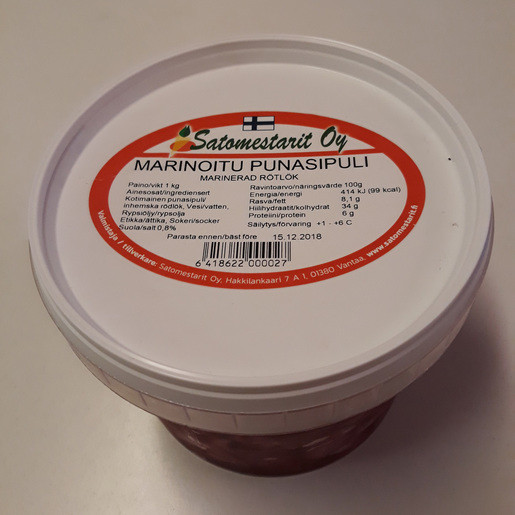 Satomestarit Oy
MARINOITU PUNASIPULI
MARINERAD RÖTLÖK
Paino/vikt 1 kg
Ainesosat/ingredienser:
Kotimainen punasipuli/
inhemska rödlök, Vesi/vatten,
Rypsiöljy/rypsolja
Etikka/ättika, Sokeri/socker
Suola/salt 0,8%
Ravintoarvo/näringsvärde 100g
Energia/energi 414 kJ (99 kcal)
Rasva/fett 8,1 g
Hiilihydraatit/kolhydrat 34 g
Proteiini/protein 6 g
Säilytys/förvaring +1 - +6 C
Parasta ennen/bäst före 15.12.2018
6 418622 000027
Valmistaja / tillverkare: Satomestarit Oy, Hakkilankaari 7 A 1, 01380 Vantaa, www.satomestarit.fi